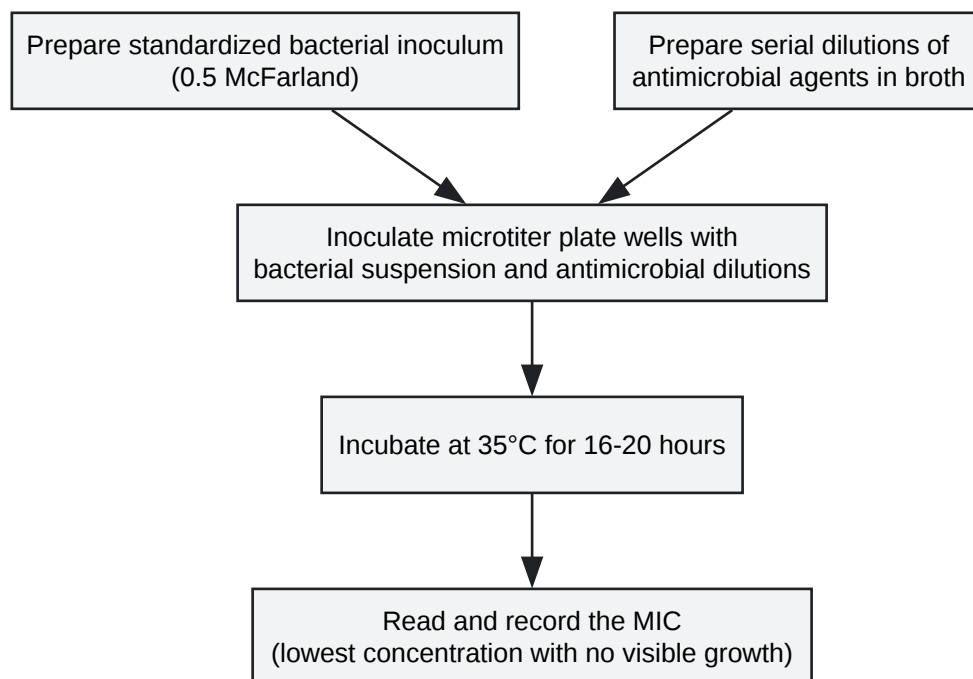 Prepare standardized bacterial inoculum
(0.5 McFarland)
Prepare serial dilutions of
antimicrobial agents in broth
Inoculate microtiter plate wells with
bacterial suspension and antimicrobial dilutions
Incubate at 35°C for 16-20 hours
Read and record the MIC
(lowest concentration with no visible growth)